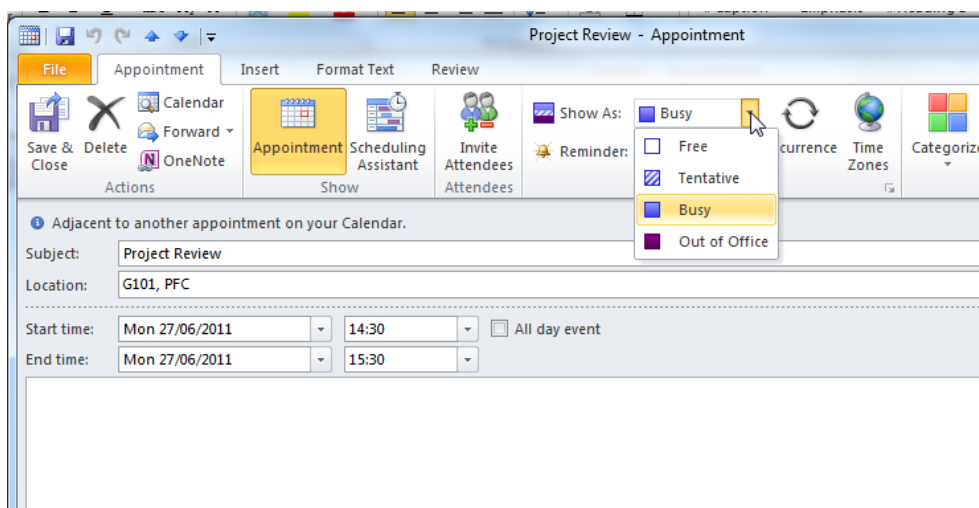 Project Review - Appointment
File Appointment Insert Format Text Review
Save & Close
Delete
Calendar
Forward
OneNote
Actions
Appointment
Scheduling Assistant
Show
Invite Attendees
Attendees
Show As: Busy
Reminder:
Free
Tentative
Busy
Out of Office
currence
Time Zones
Categoriz
Adjacent to another appointment on your Calendar.
Subject: Project Review
Location: G101, PFC
Start time: Mon 27/06/2011 14:30 All day event
End time: Mon 27/06/2011 15:30